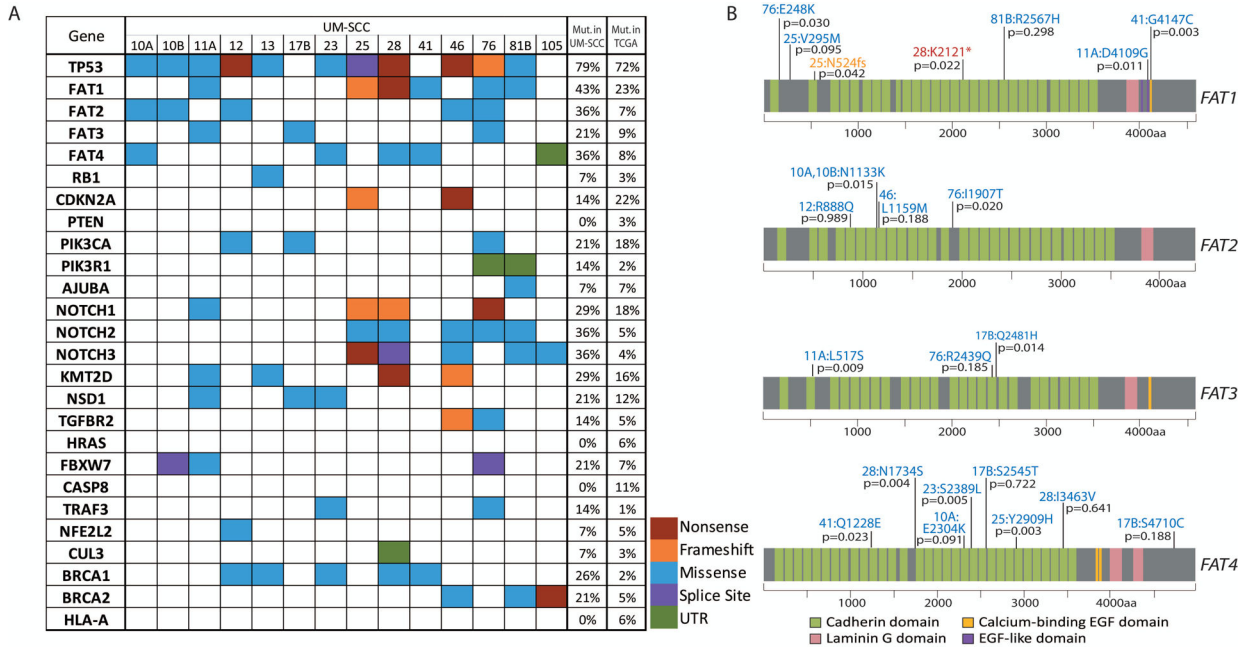 A
Gene UM-SCC Mut. in UM-SCC Mut. in TCGA
10A 10B 11A 12 13 17B 23 25 28 41 46 76 81B 105
TP53 79% 72%
FAT1 43% 23%
FAT2 36% 7%
FAT3 21% 9%
FAT4 36% 8%
RB1 7% 3%
CDKN2A 14% 22%
PTEN 0% 3%
PIK3CA 21% 18%
PIK3R1 14% 2%
AJUBA 7% 7%
NOTCH1 29% 18%
NOTCH2 36% 5%
NOTCH3 36% 4%
KMT2D 29% 16%
NSD1 21% 12%
TGFBR2 14% 5%
HRAS 0% 6%
FBXW7 21% 7%
CASP8 0% 11%
TRAF3 14% 1%
NFE2L2 7% 5%
CUL3 7% 3%
BRCA1 26% 2%
BRCA2 21% 5%
HLA-A 0% 6%
Nonsense
Frameshift
Missense
Splice Site
UTR
B
76:E248K
p=0.030
25:V295M
p=0.095
25:N524fs
p=0.042
28:K2121*
p=0.022
81B:R2567H
p=0.298
11A:D4109G
p=0.011
41:G4147C
p=0.003
FAT1
1000 2000 3000 4000aa
10A,10B:N1133K
p=0.015
12:R888Q
p=0.989
46:
L1159M
p=0.188
76:I1907T
p=0.020
FAT2
1000 2000 3000 4000aa
11A:L517S
p=0.009
76:R2439Q
p=0.185
17B:Q2481H
p=0.014
FAT3
1000 2000 3000 4000aa
41:Q1228E
p=0.023
28:N1734S
p=0.004
23:S2389L
p=0.005
10A:
E2304K
p=0.091
17B:S2545T
p=0.722
25:Y2909H
p=0.003
28:I3463V
p=0.641
17B:S4710C
p=0.188
FAT4
1000 2000 3000 4000aa
Cadherin domain
Calcium-binding EGF domain
Laminin G domain
EGF-like domain